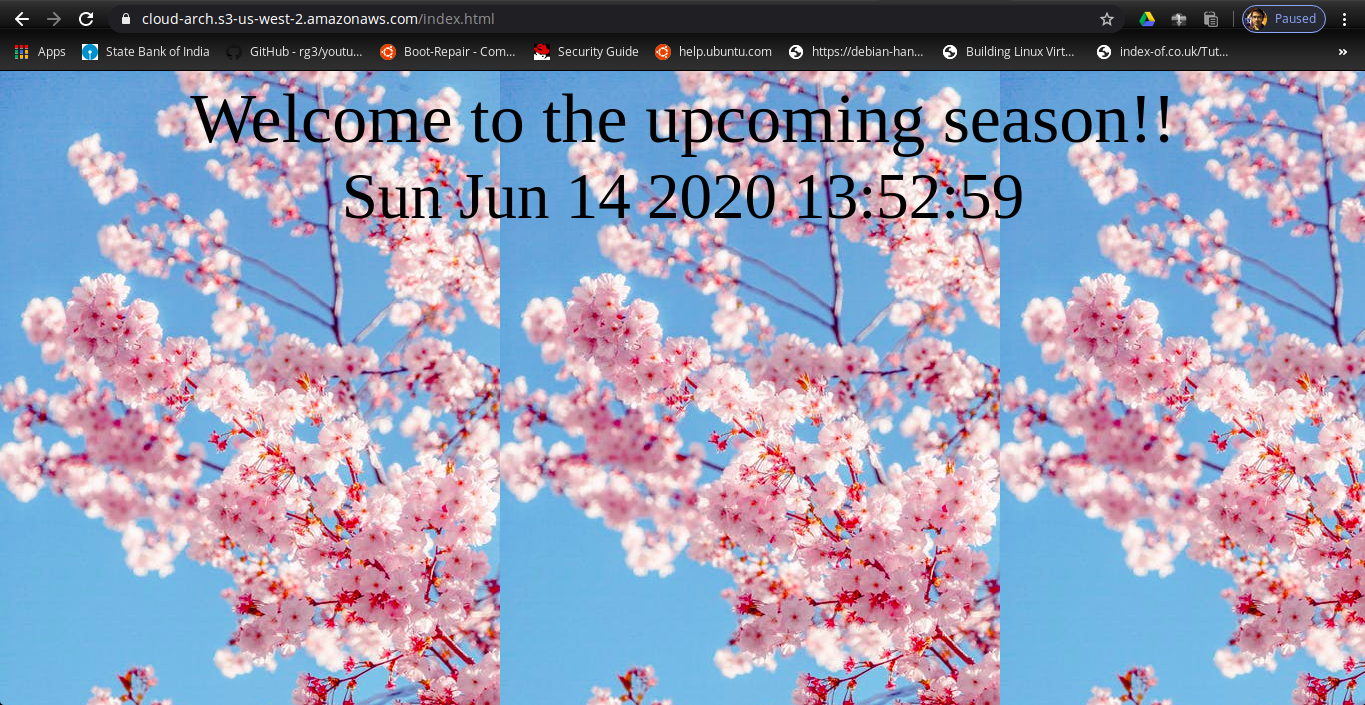 cloud-arch.s3-us-west-2.amazonaws.com/index.html
Paused
Apps
State Bank of India
GitHub - rg3/youtu...
Boot-Repair - Com...
Security Guide
help.ubuntu.com
https://debian-han...
Building Linux Virt...
index-of.co.uk/Tut...
»
Welcome to the upcoming season!!
Sun Jun 14 2020 13:52:59